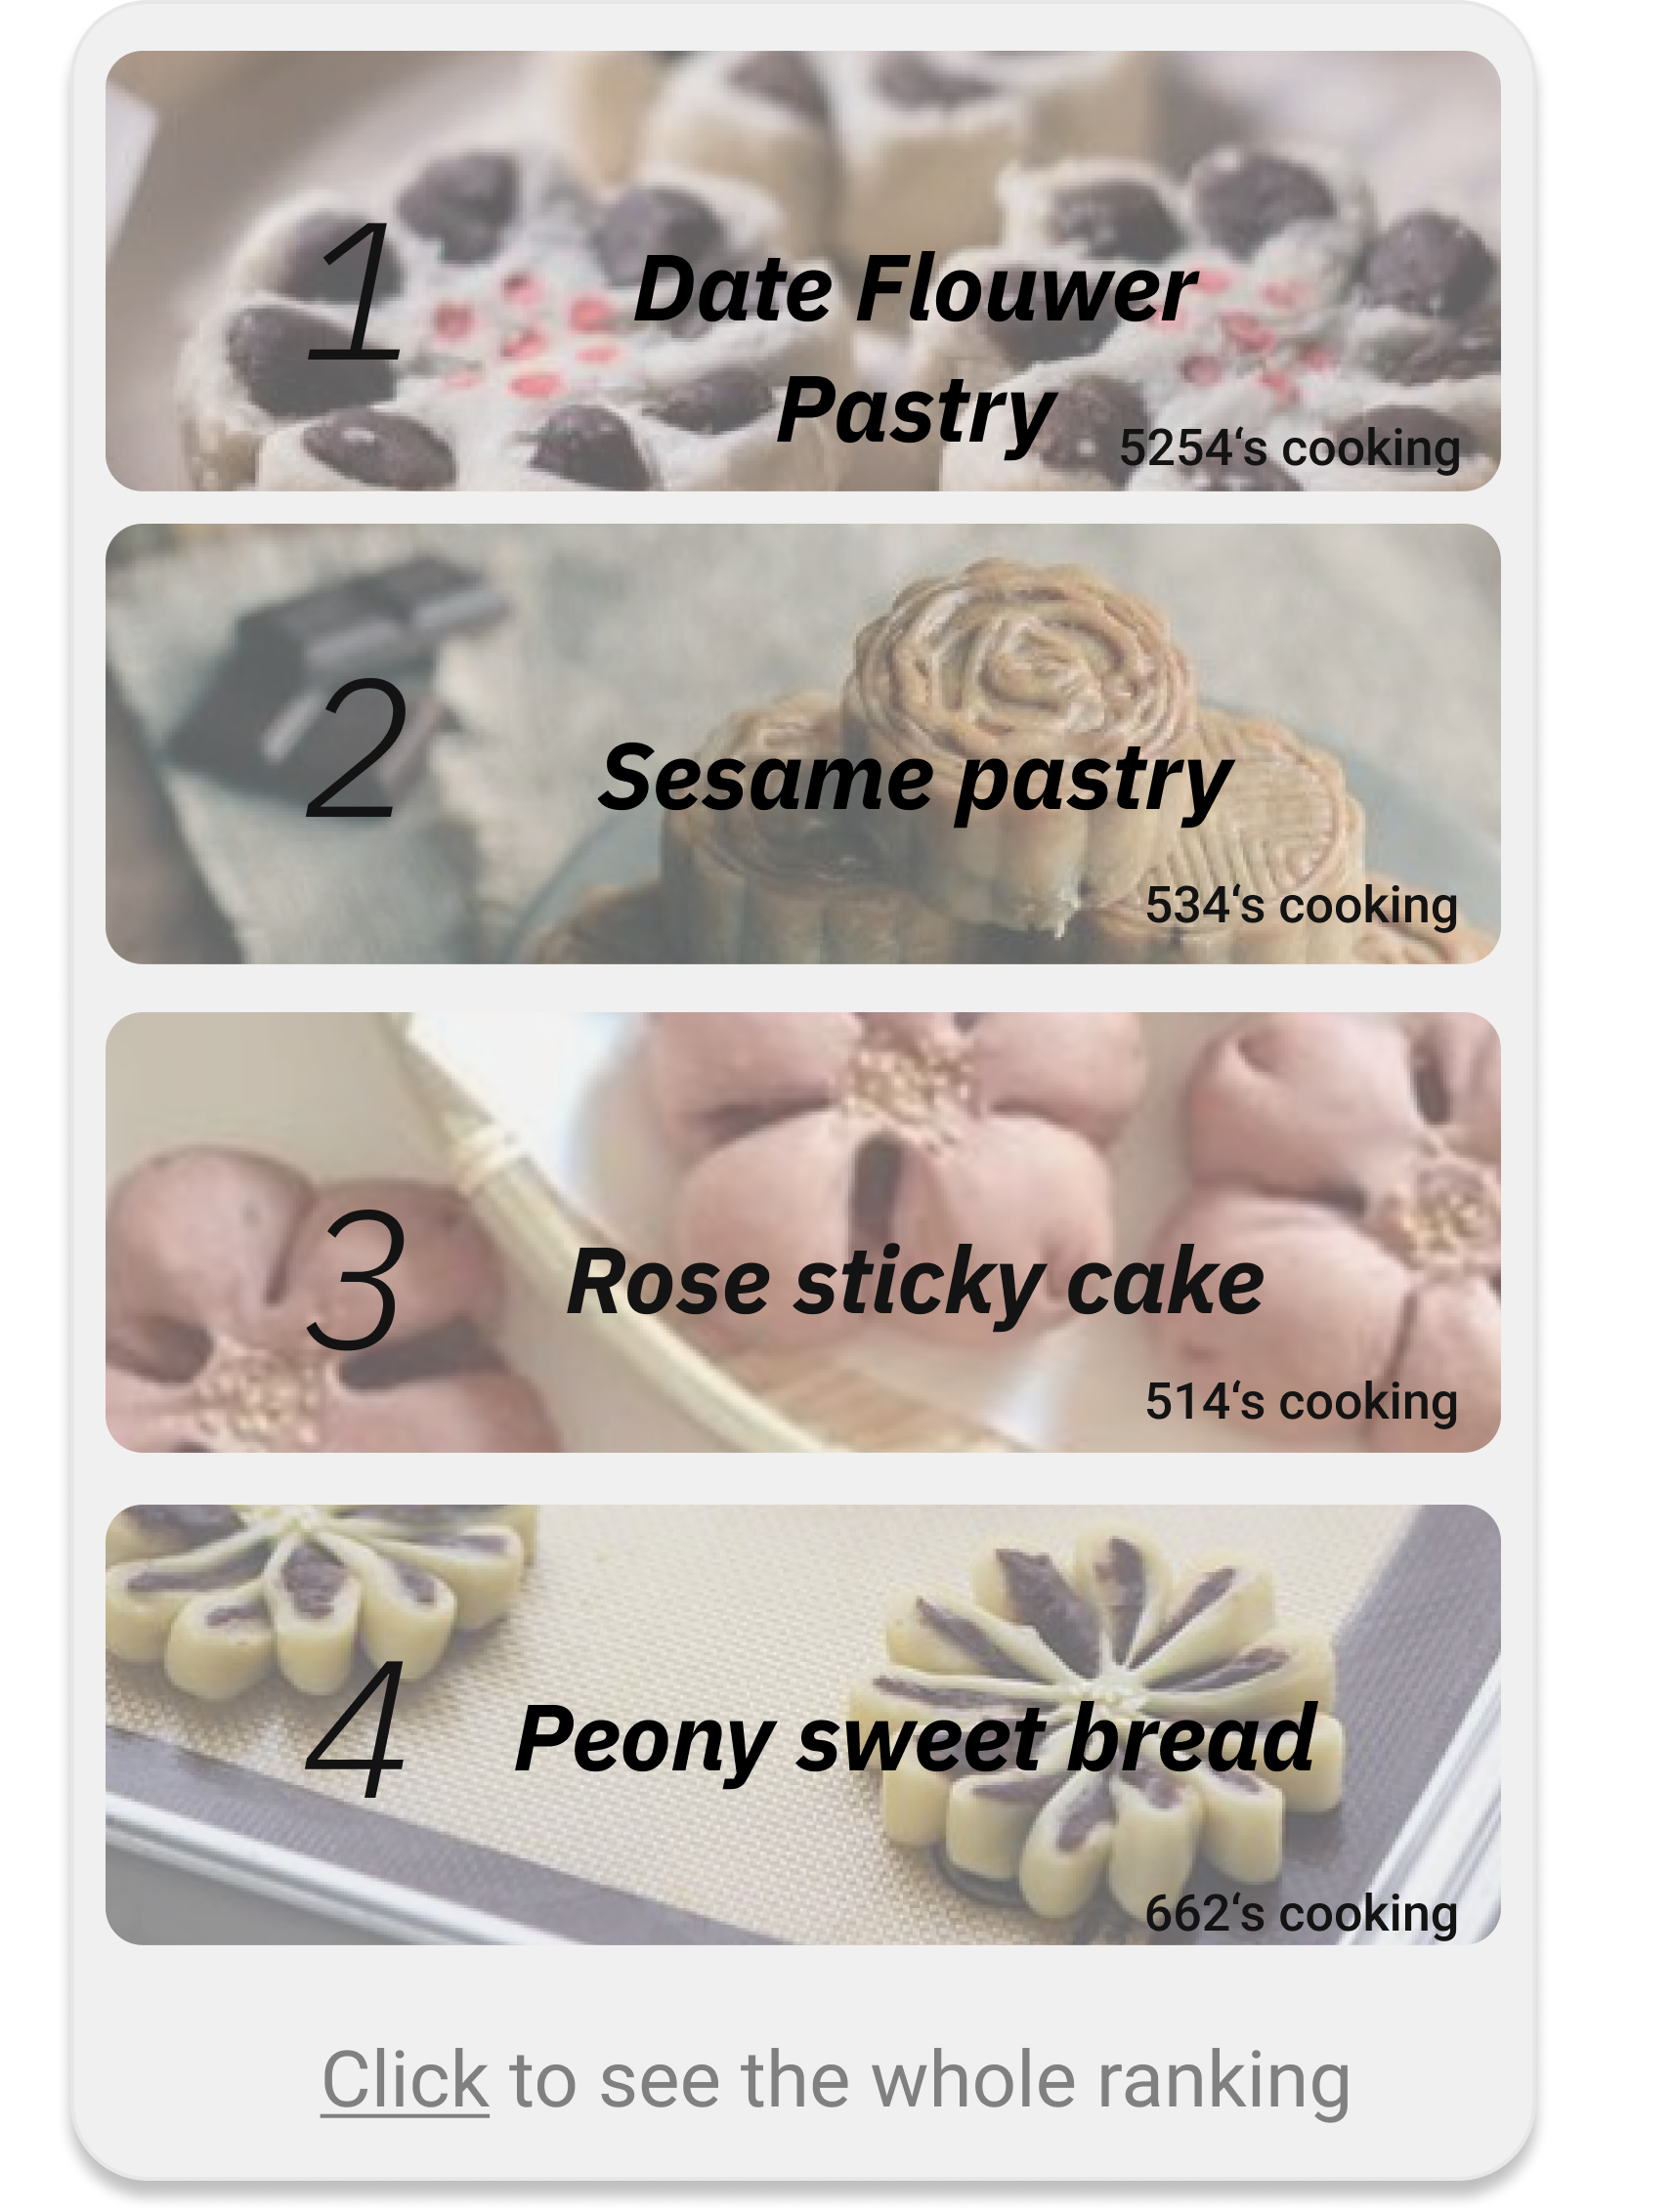 1
Date Flouwer
Pastry
5254‘s cooking
2
Sesame pastry
534‘s cooking
3
Rose sticky cake
514‘s cooking
4
Peony sweet bread
662‘s cooking
Click to see the whole ranking